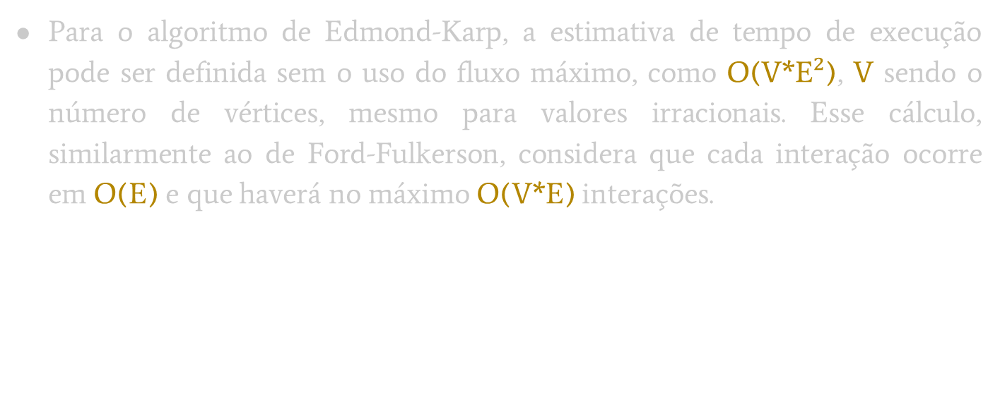 • Para o algoritmo de Edmond-Karp, a estimativa de tempo de execução
pode ser definida sem o uso do fluxo máximo, como O(V*E²), V sendo o
número de vértices, mesmo para valores irracionais. Esse cálculo,
similarmente ao de Ford-Fulkerson, considera que cada interação ocorre
em O(E) e que haverá no máximo O(V*E) interações.